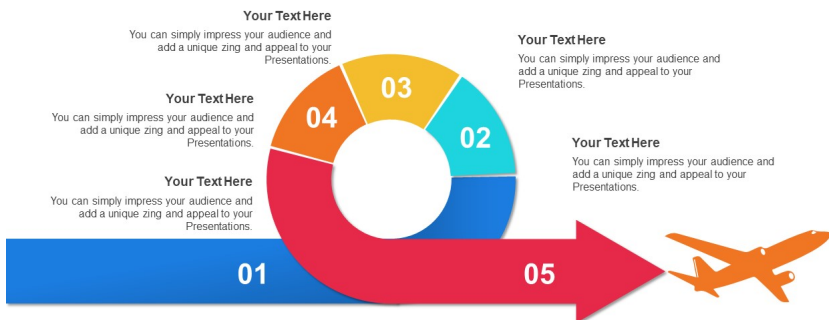 Your Text Here
You can simply impress your audience and
add a unique zing and appeal to your
Presentations.
Your Text Here
You can simply impress your audience and
add a unique zing and appeal to your
Presentations.
Your Text Here
You can simply impress your audience and
add a unique zing and appeal to your
Presentations.
03
04
02
Your Text Here
You can simply impress your audience and
add a unique zing and appeal to your
Presentations.
Your Text Here
You can simply impress your audience and
add a unique zing and appeal to your
Presentations.
01
05